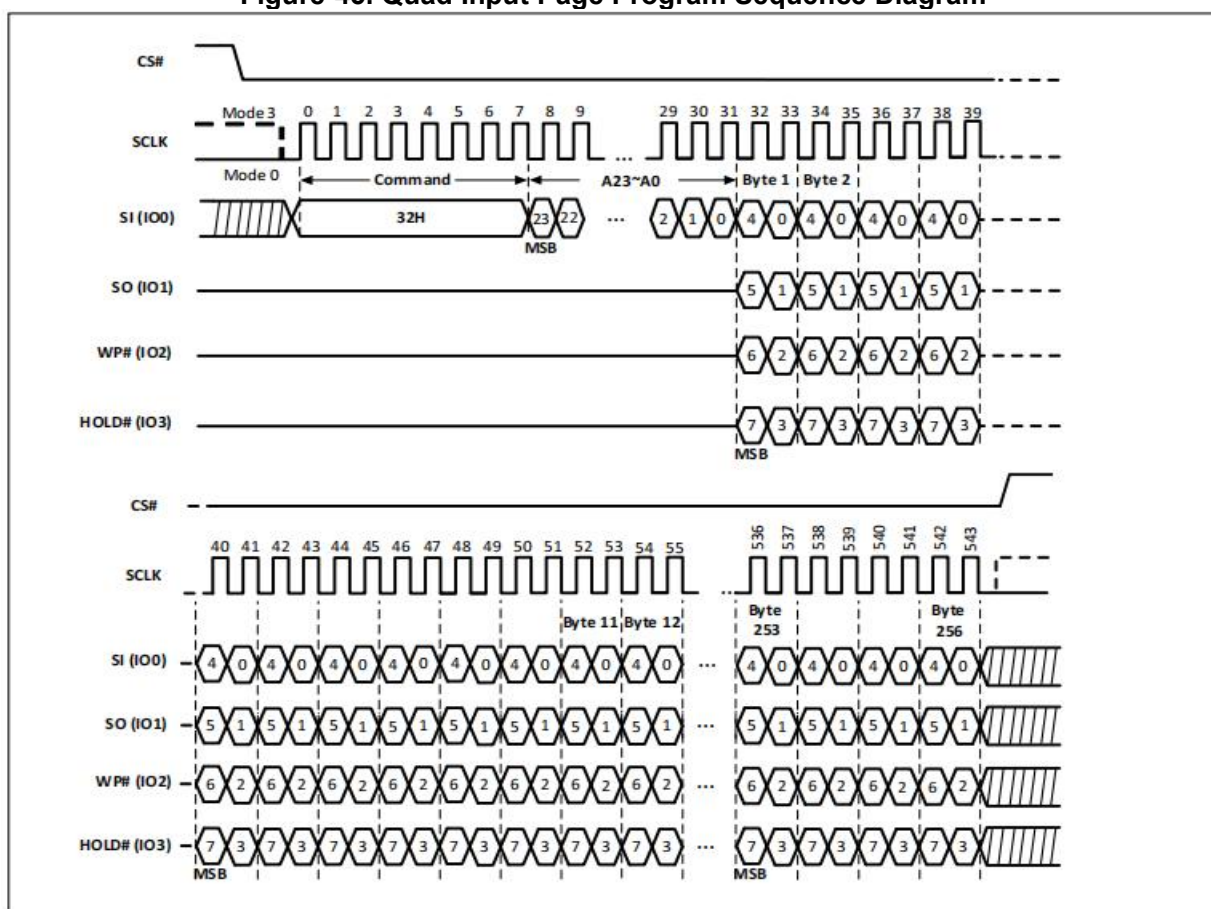 Figure 43. Quad Input Page Program Sequence Diagram
CS#
Mode 3 0 1 2 3 4 5 6 7 8 9 29 30 31 32 33 34 35 36 37 38 39
SCLK ...
Mode 0 Command A23~A0 Byte 1 Byte 2
SI (IO0) 32H 23 22 ... 2 1 0 4 0 4 0 4 0 4 0
MSB
SO (IO1) 5 1 5 1 5 1 5 1
WP# (IO2) 6 2 6 2 6 2 6 2
HOLD# (IO3) 7 3 7 3 7 3 7 3
MSB
CS#
40 41 42 43 44 45 46 47 48 49 50 51 52 53 54 55 536 537 538 539 540 541 542 543
SCLK ...
Byte 11 Byte 12 Byte 253 Byte 256
SI (IO0) 4 0 4 0 4 0 4 0 4 0 4 0 4 0 4 0 ... 4 0 4 0 4 0 4 0
SO (IO1) 5 1 5 1 5 1 5 1 5 1 5 1 5 1 5 1 ... 5 1 5 1 5 1 5 1
WP# (IO2) 6 2 6 2 6 2 6 2 6 2 6 2 6 2 6 2 ... 6 2 6 2 6 2 6 2
HOLD# (IO3) 7 3 7 3 7 3 7 3 7 3 7 3 7 3 7 3 ... 7 3 7 3 7 3 7 3
MSB MSB